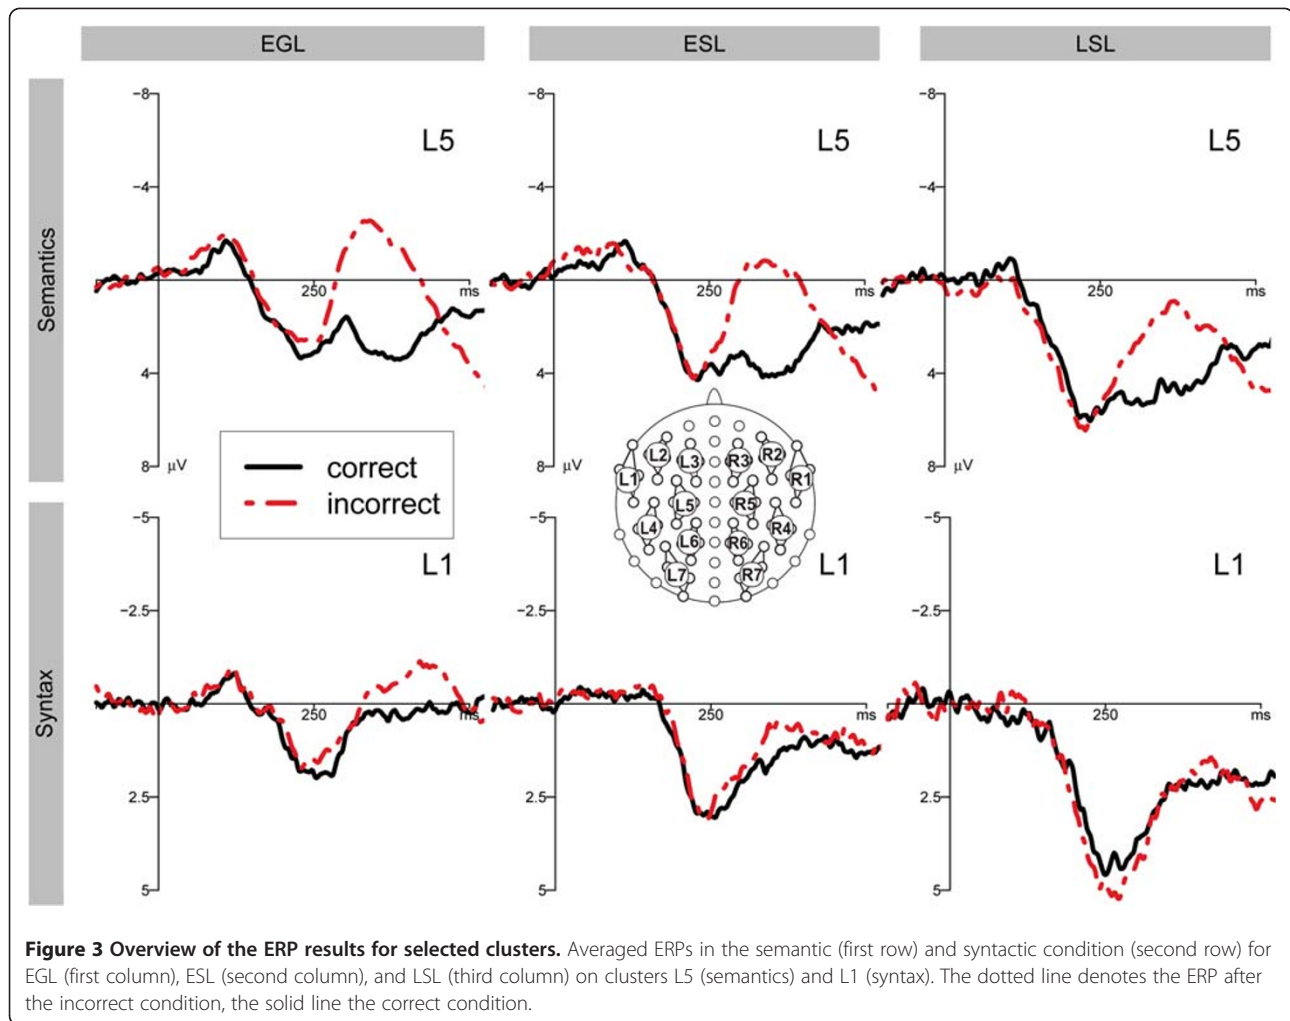 EGL ESL LSL
Semantics
−8 −8 −8
L5 L5 L5
−4 −4 −4
250 ms 250 ms 250 ms
4 4 4
8 μV 8 μV 8 μV
correct
incorrect
L1 L2 L3 R3 R2 R1
L5 R5
L4 R4
L6 R6
L7 R7
Syntax
−5 −5 −5
L1 L1 L1
−2.5 −2.5 −2.5
250 ms 250 ms 250 ms
2.5 2.5 2.5
5 5 5
Figure 3 Overview of the ERP results for selected clusters. Averaged ERPs in the semantic (first row) and syntactic condition (second row) for
EGL (first column), ESL (second column), and LSL (third column) on clusters L5 (semantics) and L1 (syntax). The dotted line denotes the ERP after
the incorrect condition, the solid line the correct condition.